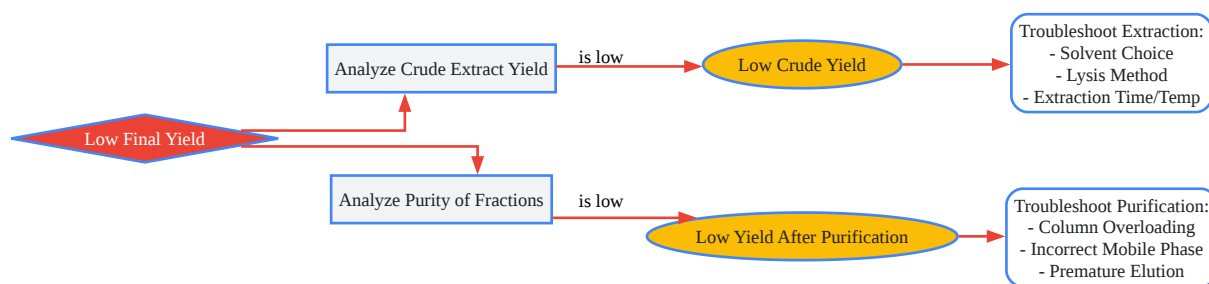 Low Final Yield
Analyze Crude Extract Yield
is low
Low Crude Yield
Troubleshoot Extraction:
- Solvent Choice
- Lysis Method
- Extraction Time/Temp
Analyze Purity of Fractions
is low
Low Yield After Purification
Troubleshoot Purification:
- Column Overloading
- Incorrect Mobile Phase
- Premature Elution